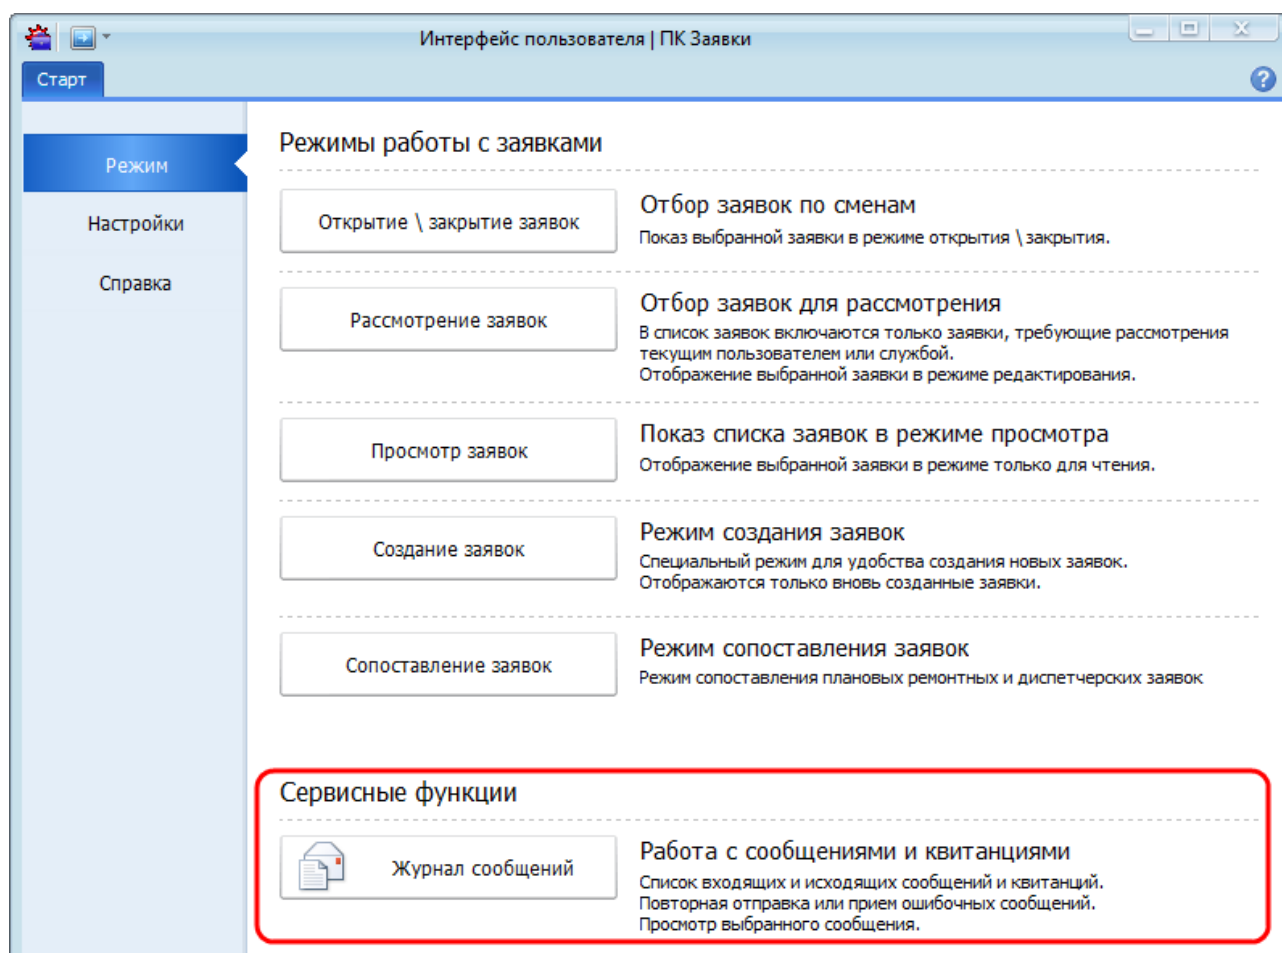 Интерфейс пользователя | ПК Заявки
Старт
Режим
Настройки
Справка
Режимы работы с заявками
Открытие \ закрытие заявок
Отбор заявок по сменам
Показ выбранной заявки в режиме открытия \ закрытия.
Рассмотрение заявок
Отбор заявок для рассмотрения
В список заявок включаются только заявки, требующие рассмотрения
текущим пользователем или службой.
Отображение выбранной заявки в режиме редактирования.
Просмотр заявок
Показ списка заявок в режиме просмотра
Отображение выбранной заявки в режиме только для чтения.
Создание заявок
Режим создания заявок
Специальный режим для удобства создания новых заявок.
Отображаются только вновь созданные заявки.
Сопоставление заявок
Режим сопоставления заявок
Режим сопоставления плановых ремонтных и диспетчерских заявок
Сервисные функции
Журнал сообщений
Работа с сообщениями и квитанциями
Список входящих и исходящих сообщений и квитанций.
Повторная отправка или прием ошибочных сообщений.
Просмотр выбранного сообщения.